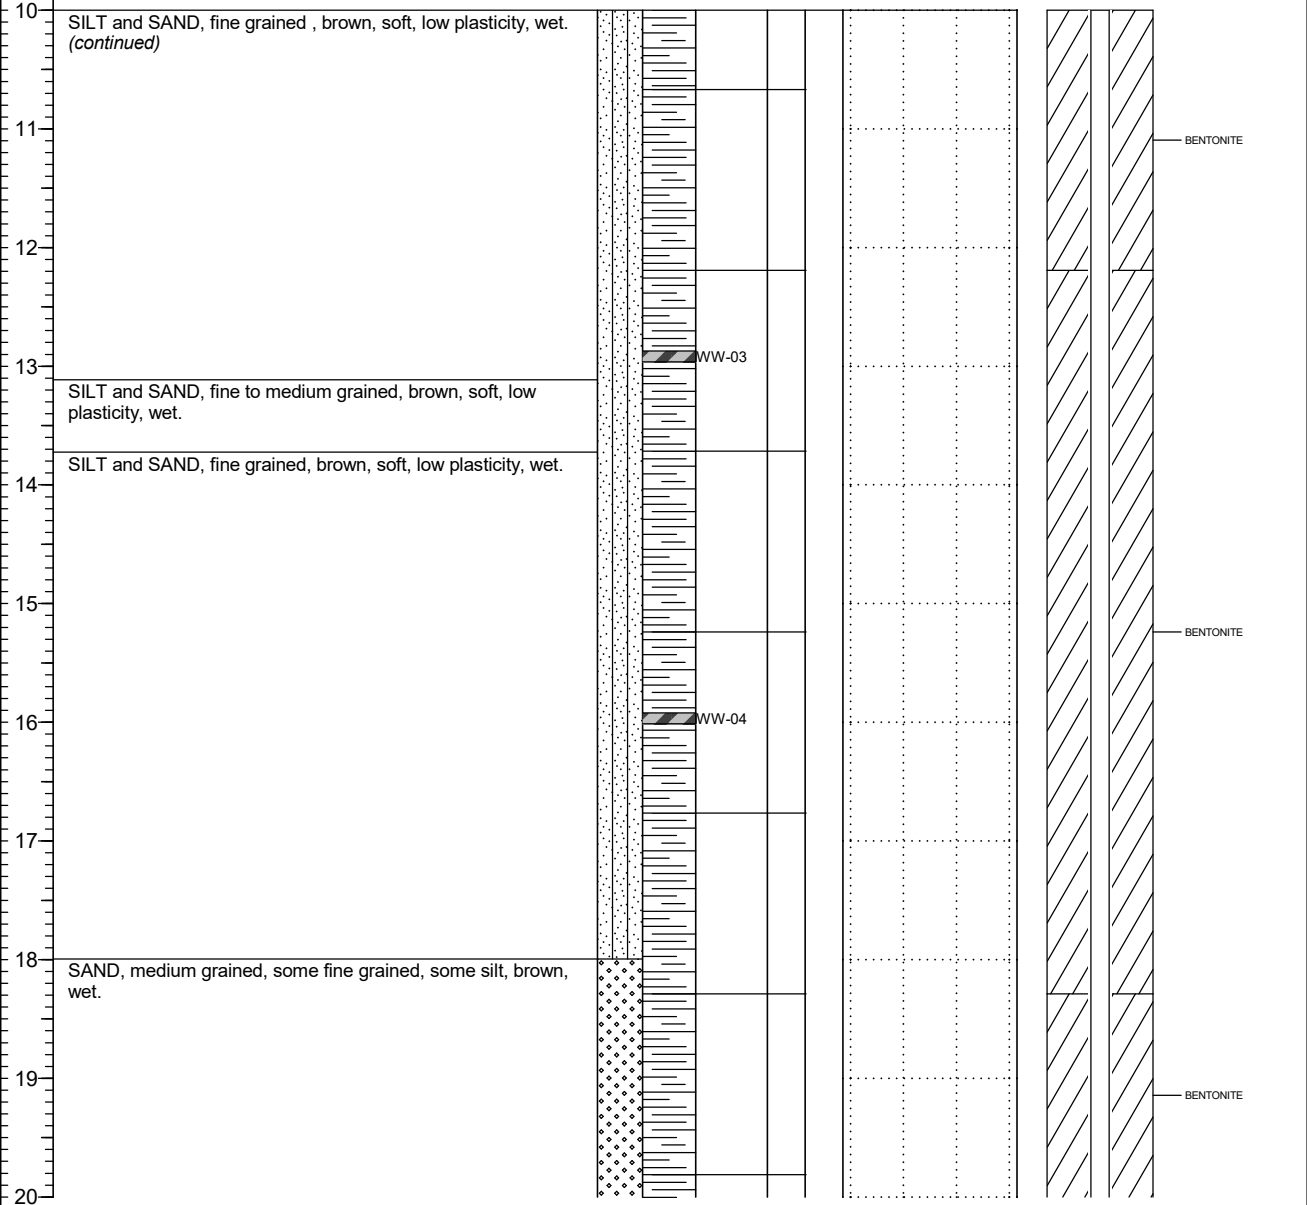 10
SILT and SAND, fine grained , brown, soft, low plasticity, wet.
(continued)
11
BENTONITE
12
WW-03
13
SILT and SAND, fine to medium grained, brown, soft, low
plasticity, wet.
SILT and SAND, fine grained, brown, soft, low plasticity, wet.
14
15
BENTONITE
WW-04
16
17
18
SAND, medium grained, some fine grained, some silt, brown,
wet.
19
BENTONITE
20